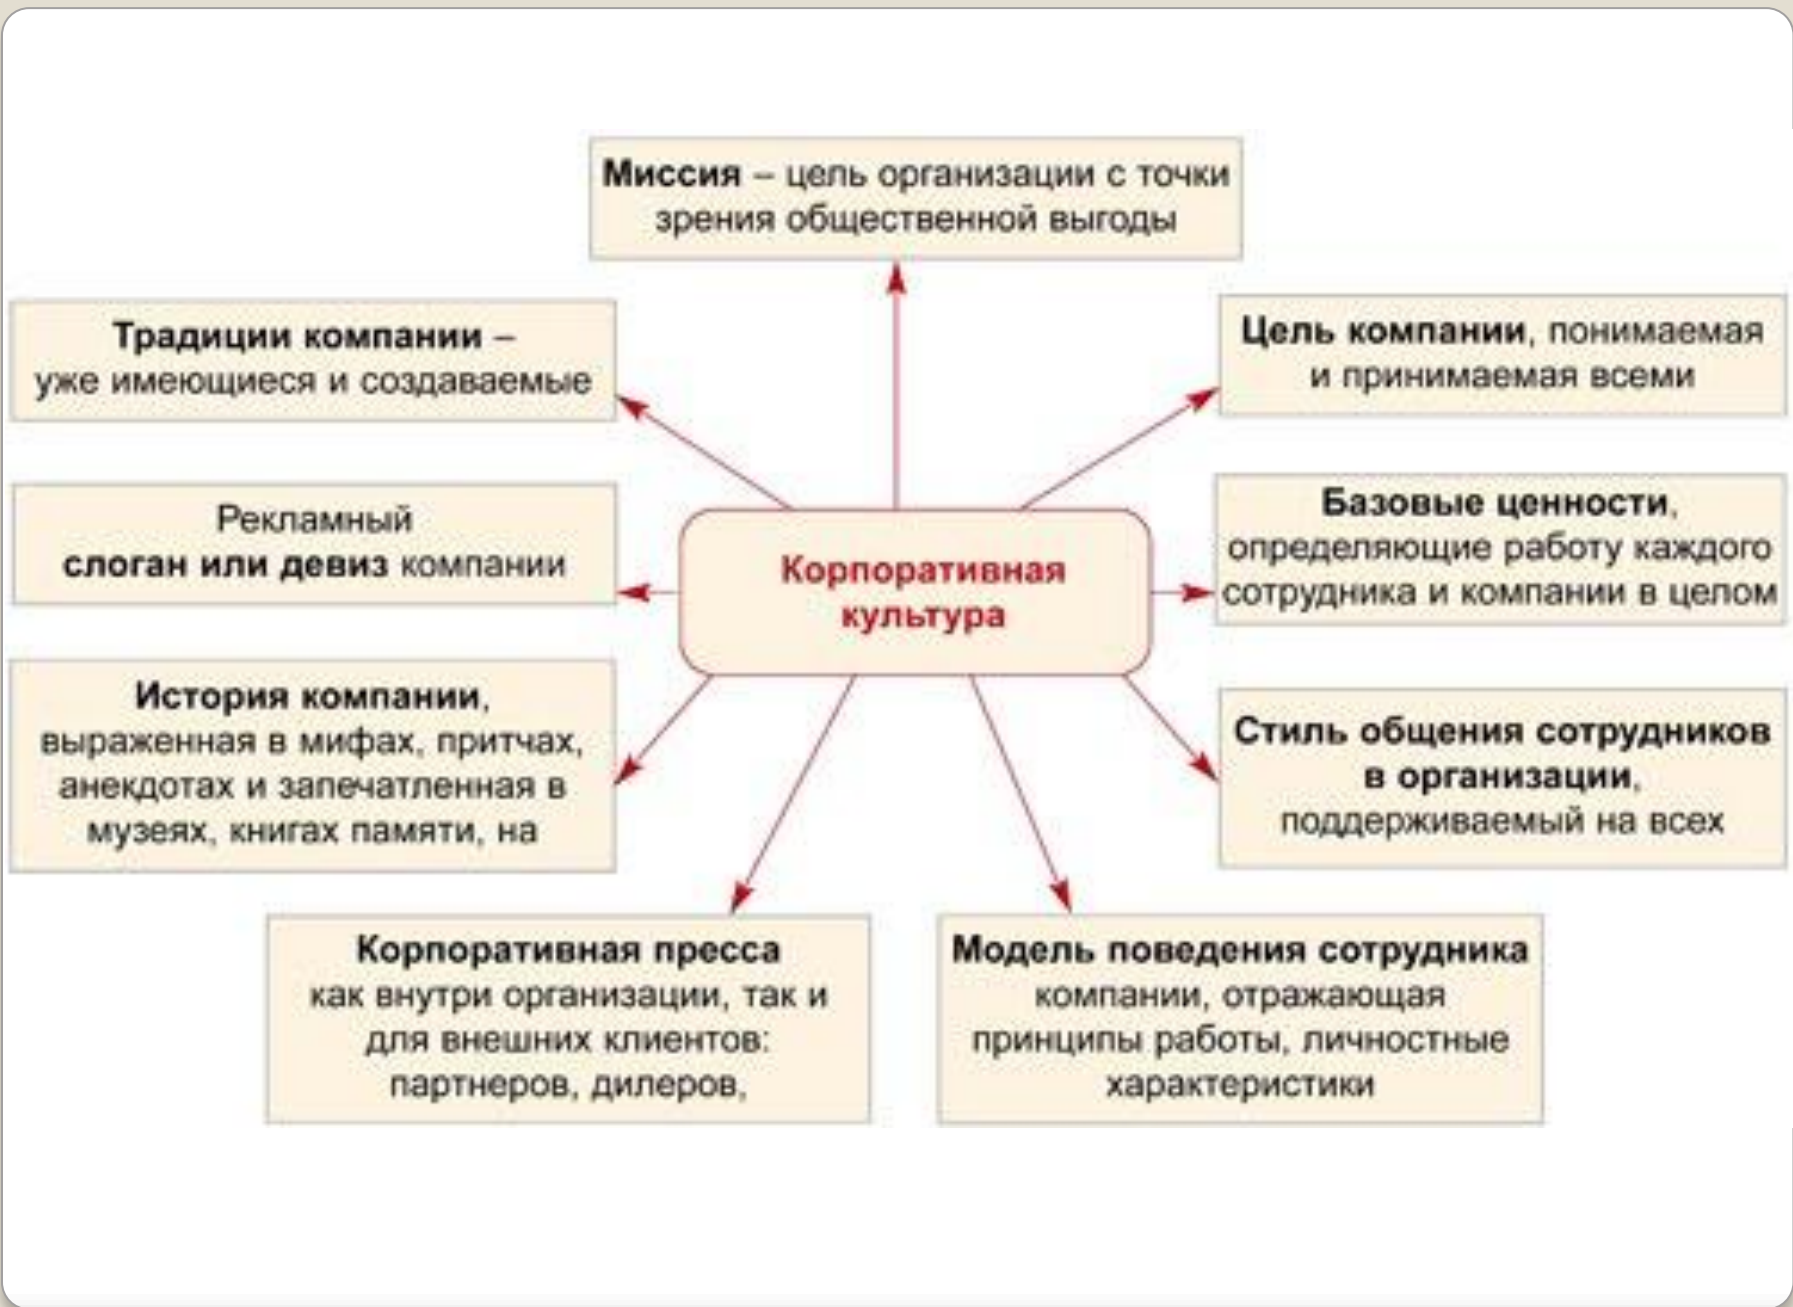 Миссия – цель организации с точки
зрения общественной выгоды
Традиции компании –
уже имеющиеся и создаваемые
Цель компании, понимаемая
и принимаемая всеми
Рекламный
слоган или девиз компании
Базовые ценности,
определяющие работу каждого
сотрудника и компании в целом
Корпоративная
культура
История компании,
выраженная в мифах, притчах,
анекдотах и запечатленная в
музеях, книгах памяти, на
Стиль общения сотрудников
в организации,
поддерживаемый на всех
Корпоративная пресса
как внутри организации, так и
для внешних клиентов:
партнеров, дилеров,
Модель поведения сотрудника
компании, отражающая
принципы работы, личностные
характеристики